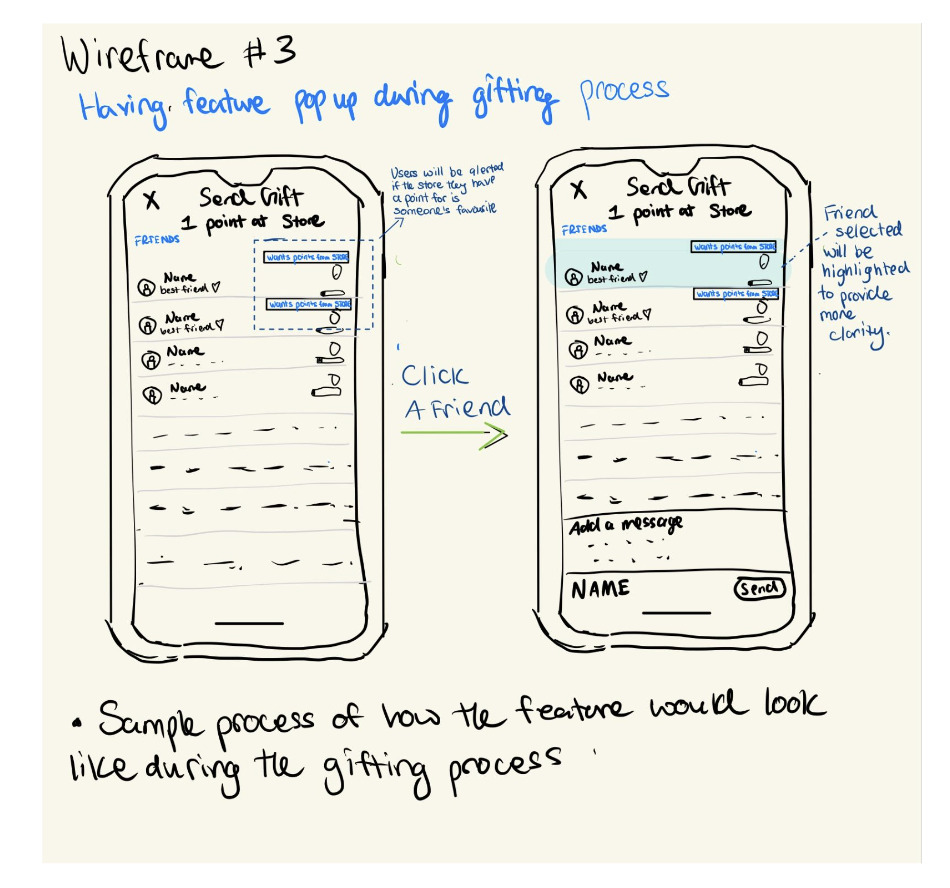 Wireframe #3
Having feature pop up during gifting process
Users will be alerted
if the store they have
a point for is
someone's favourite
X Send Gift
1 point at Store
FRIENDS
wants points from STORE
Name
best friend ♡
wants points from STORE
Name
best friend ♡
Name
Name
Click
A Friend
X Send Gift
1 point at Store
FRIENDS
wants points from STORE
Name
best friend ♡
wants points from STORE
Name
best friend ♡
Name
Name
Add a message
NAME Send
Friend
selected
will be
highlighted
to provide
more
clarity.
• Sample process of how the feature would look
like during the gifting process